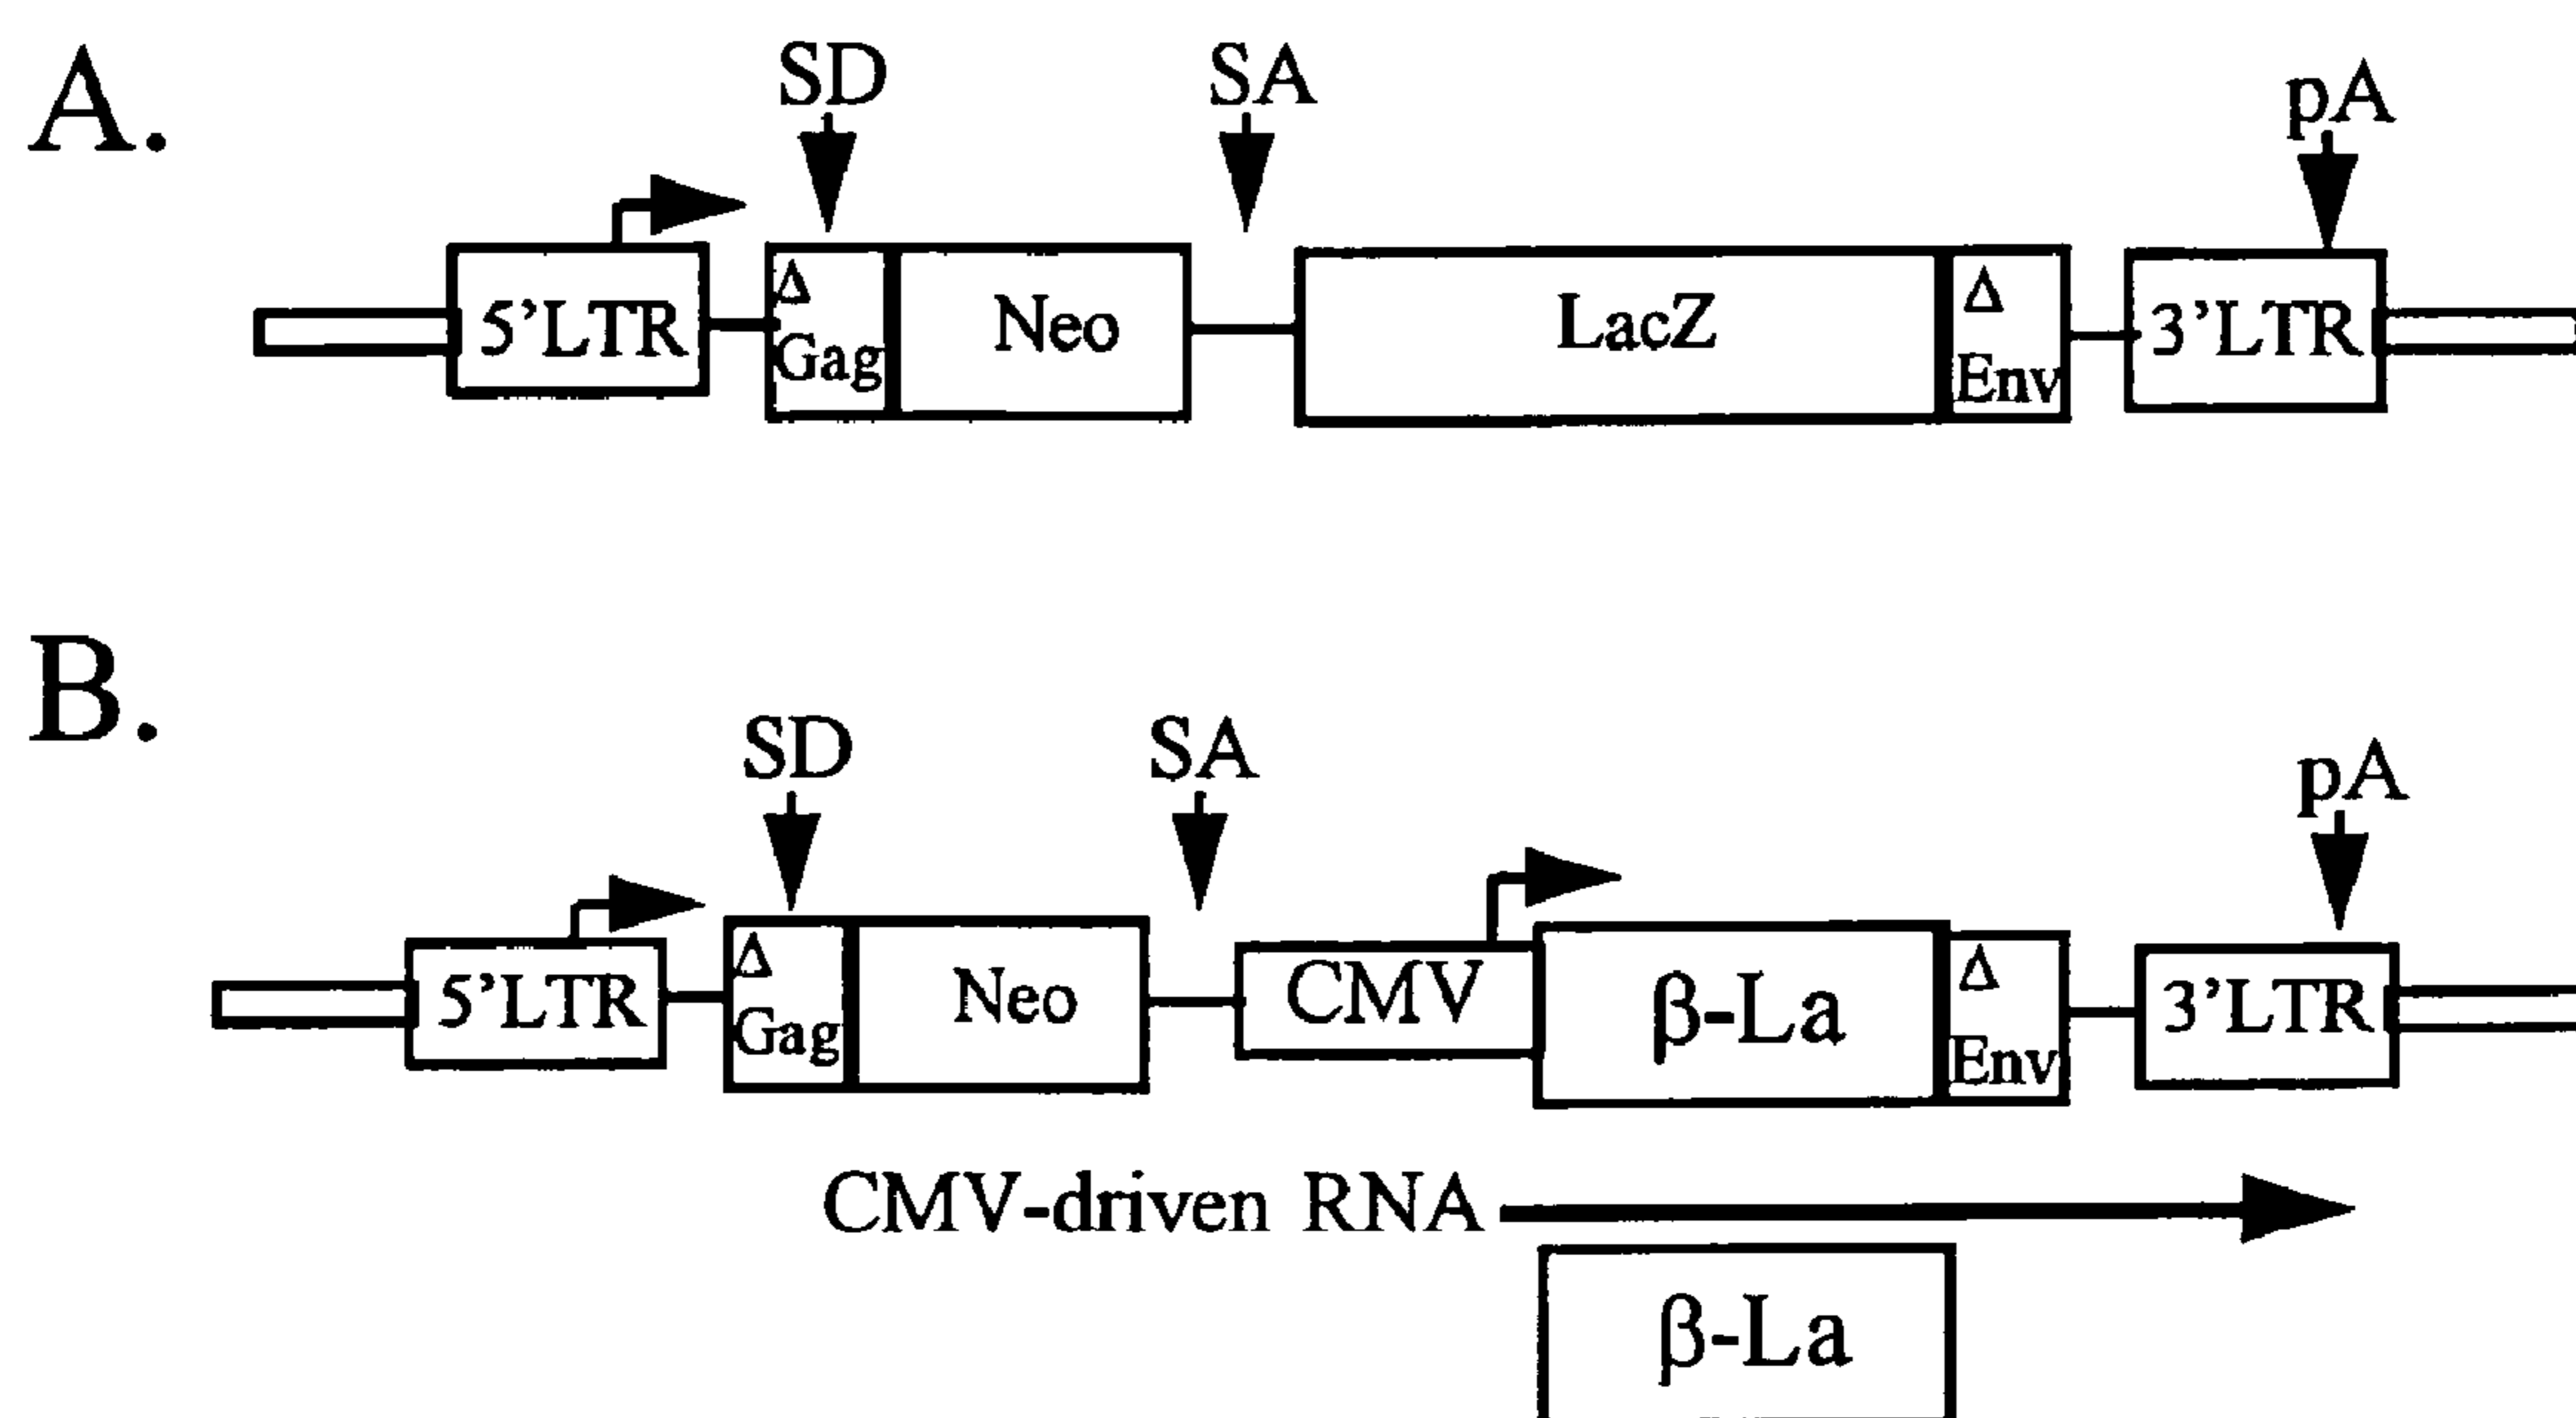 A.
SD SA pA
5'LTR Δ Gag Neo LacZ Δ Env 3'LTR
B.
SD SA pA
5'LTR Δ Gag Neo CMV β-La Δ Env 3'LTR
CMV-driven RNA
β-La